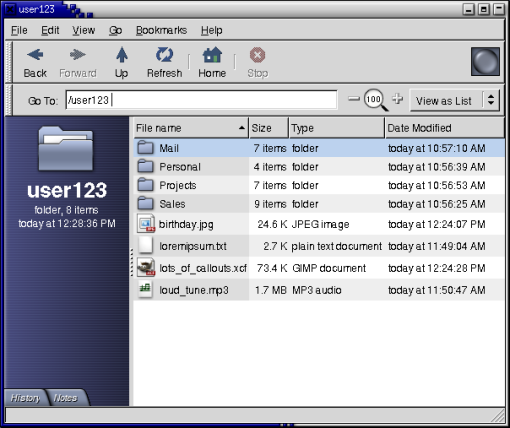 user123
File Edit View Go Bookmarks Help
Back Forward Up Refresh Home Stop
Go To: /user123 100 View as List
File name Size Type Date Modified
Mail 7 items folder today at 10:57:10 AM
Personal 4 items folder today at 10:56:39 AM
Projects 7 items folder today at 10:56:53 AM
Sales 9 items folder today at 10:56:25 AM
birthday.jpg 24.6 K JPEG image today at 12:24:07 PM
loremipsum.txt 2.7 K plain text document today at 11:49:04 AM
lots_of_callouts.xcf 73.4 K GIMP document today at 12:24:28 PM
loud_tune.mp3 1.7 MB MP3 audio today at 11:50:47 AM
user123
folder, 8 items
today at 12:28:36 PM
History Notes